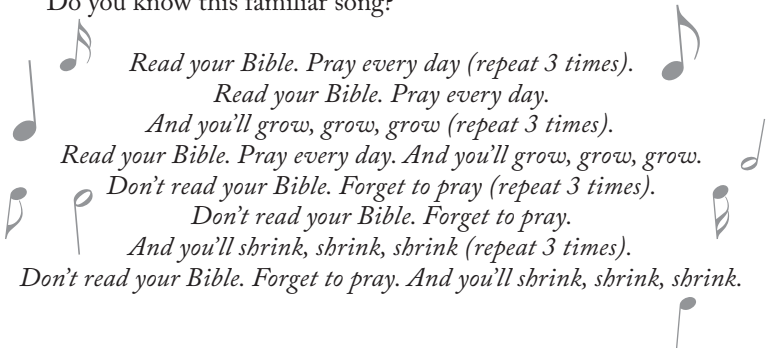 Do you know this familiar song?
Read your Bible. Pray every day (repeat 3 times).
Read your Bible. Pray every day.
And you'll grow, grow, grow (repeat 3 times).
Read your Bible. Pray every day. And you'll grow, grow, grow.
Don't read your Bible. Forget to pray (repeat 3 times).
Don't read your Bible. Forget to pray.
And you'll shrink, shrink, shrink (repeat 3 times).
Don't read your Bible. Forget to pray. And you'll shrink, shrink, shrink.